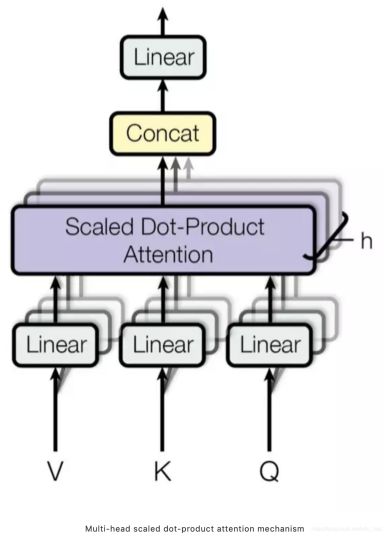 Linear
Concat
Scaled Dot-Product
Attention
h
Linear
Linear
Linear
V
K
Q
Multi-head scaled dot-product attention mechanism